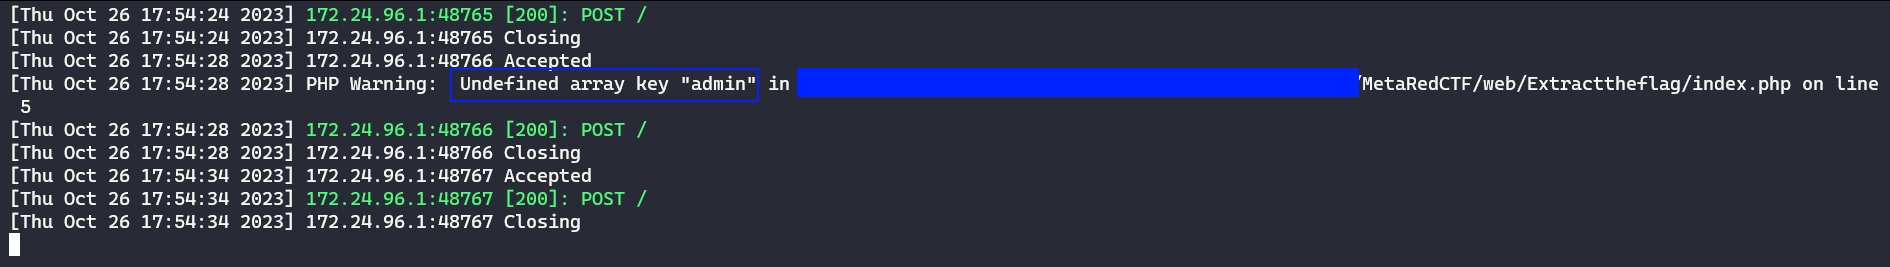 [Thu Oct 26 17:54:24 2023] 172.24.96.1:48765 [200]: POST /
[Thu Oct 26 17:54:24 2023] 172.24.96.1:48765 Closing
[Thu Oct 26 17:54:28 2023] 172.24.96.1:48766 Accepted
[Thu Oct 26 17:54:28 2023] PHP Warning:  Undefined array key "admin" in /MetaRedCTF/web/Extracttheflag/index.php on line
5
[Thu Oct 26 17:54:28 2023] 172.24.96.1:48766 [200]: POST /
[Thu Oct 26 17:54:28 2023] 172.24.96.1:48766 Closing
[Thu Oct 26 17:54:34 2023] 172.24.96.1:48767 Accepted
[Thu Oct 26 17:54:34 2023] 172.24.96.1:48767 [200]: POST /
[Thu Oct 26 17:54:34 2023] 172.24.96.1:48767 Closing